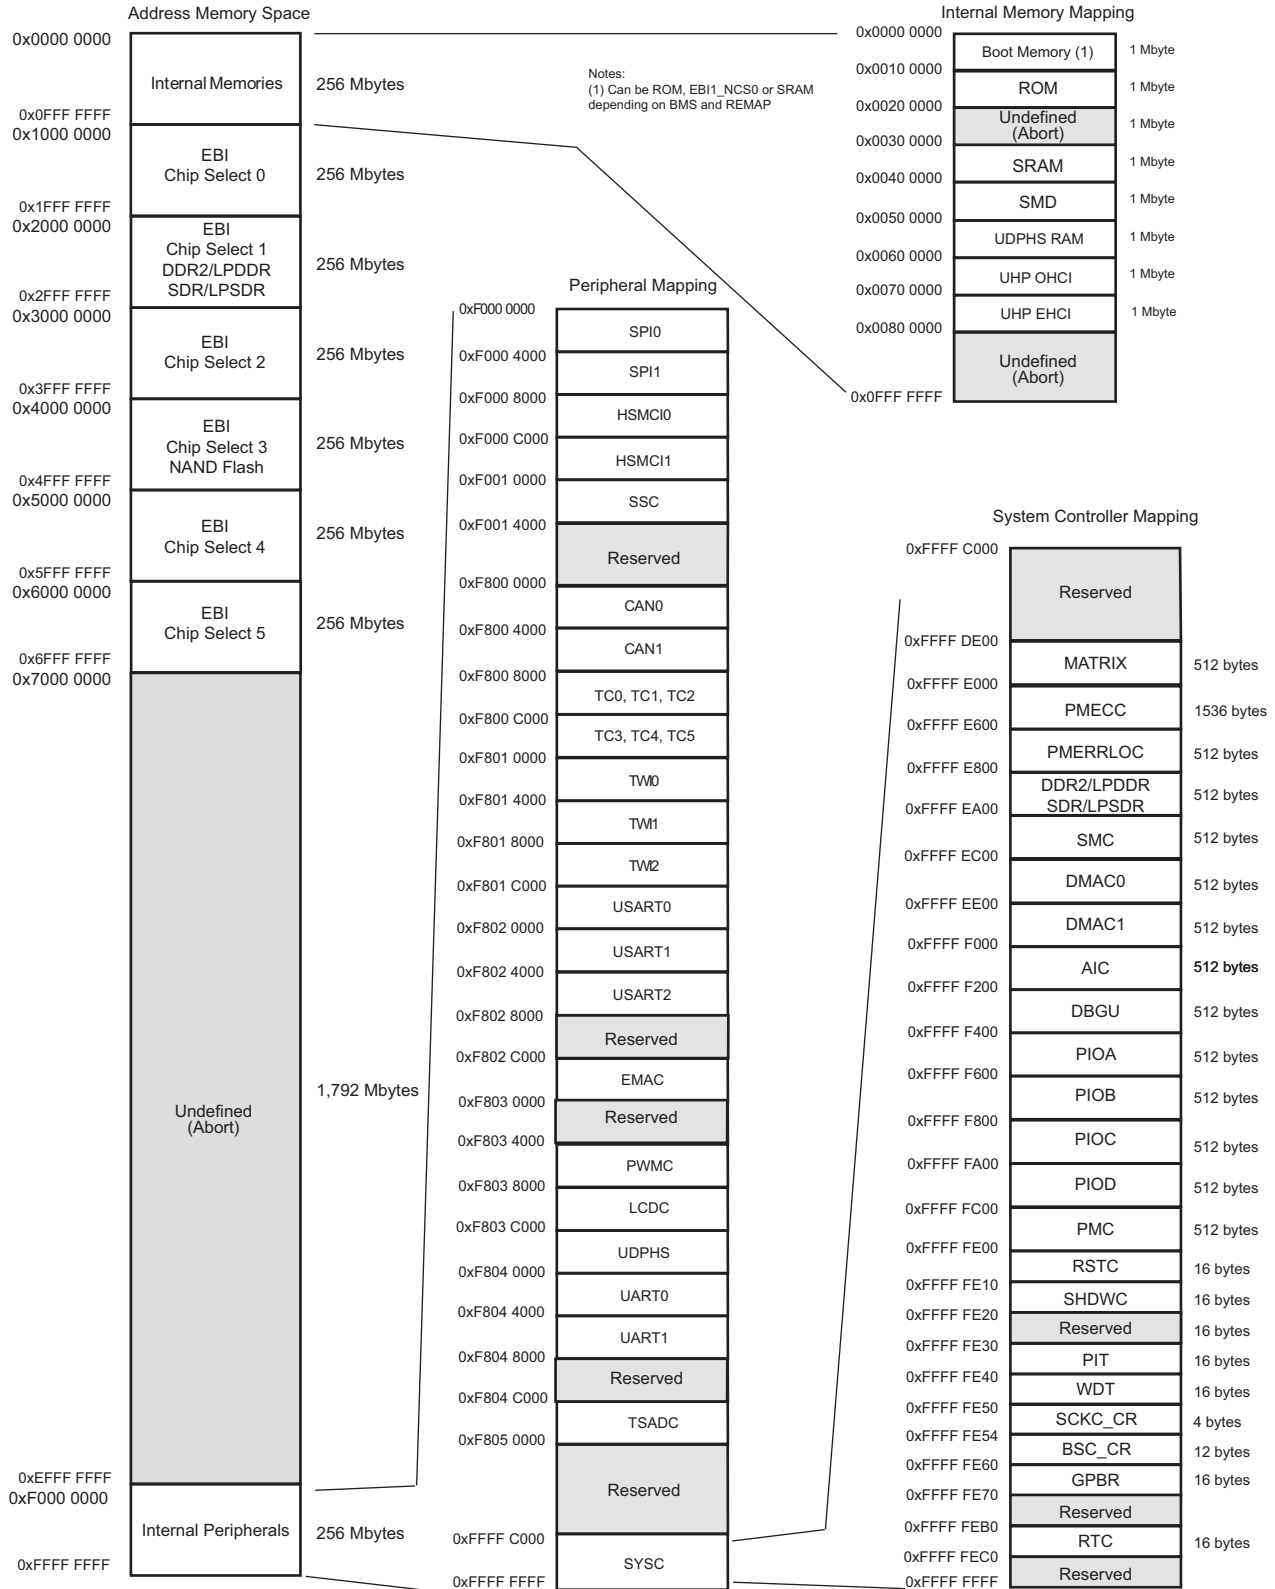 Address Memory Space
0x0000 0000
Internal Memories
256 Mbytes
0x0FFF FFFF
0x1000 0000
EBI
Chip Select 0
256 Mbytes
0x1FFF FFFF
0x2000 0000
EBI
Chip Select 1
DDR2/LPDDR
SDR/LPSDR
256 Mbytes
0x2FFF FFFF
0x3000 0000
EBI
Chip Select 2
256 Mbytes
0x3FFF FFFF
0x4000 0000
EBI
Chip Select 3
NAND Flash
256 Mbytes
0x4FFF FFFF
0x5000 0000
EBI
Chip Select 4
256 Mbytes
0x5FFF FFFF
0x6000 0000
EBI
Chip Select 5
256 Mbytes
0x6FFF FFFF
0x7000 0000
Undefined
(Abort)
1,792 Mbytes
0xEFFF FFFF
0xF000 0000
Internal Peripherals
256 Mbytes
0xFFFF FFFF
Notes:
(1) Can be ROM, EBI1_NCS0 or SRAM
depending on BMS and REMAP
Peripheral Mapping
0xF000 0000
SPI0
0xF000 4000
SPI1
0xF000 8000
HSMCI0
0xF000 C000
HSMCI1
0xF001 0000
SSC
0xF001 4000
Reserved
0xF800 0000
CAN0
0xF800 4000
CAN1
0xF800 8000
TC0, TC1, TC2
0xF800 C000
TC3, TC4, TC5
0xF801 0000
TWI0
0xF801 4000
TWI1
0xF801 8000
TWI2
0xF801 C000
USART0
0xF802 0000
USART1
0xF802 4000
USART2
0xF802 8000
Reserved
0xF802 C000
EMAC
0xF803 0000
Reserved
0xF803 4000
PWMC
0xF803 8000
LCDC
0xF803 C000
UDPHS
0xF804 0000
UART0
0xF804 4000
UART1
0xF804 8000
Reserved
0xF804 C000
TSADC
0xF805 0000
Reserved
0xFFFF C000
SYSC
0xFFFF FFFF
Internal Memory Mapping
0x0000 0000
Boot Memory (1)
1 Mbyte
0x0010 0000
ROM
1 Mbyte
0x0020 0000
Undefined
(Abort)
1 Mbyte
0x0030 0000
SRAM
1 Mbyte
0x0040 0000
SMD
1 Mbyte
0x0050 0000
UDPHS RAM
1 Mbyte
0x0060 0000
UHP OHCI
1 Mbyte
0x0070 0000
UHP EHCI
1 Mbyte
0x0080 0000
Undefined
(Abort)
0x0FFF FFFF
System Controller Mapping
0xFFFF C000
Reserved
0xFFFF DE00
MATRIX
512 bytes
0xFFFF E000
PMECC
1536 bytes
0xFFFF E600
PMERRLOC
512 bytes
0xFFFF E800
DDR2/LPDDR
SDR/LPSDR
512 bytes
0xFFFF EA00
SMC
512 bytes
0xFFFF EC00
DMAC0
512 bytes
0xFFFF EE00
DMAC1
512 bytes
0xFFFF F000
AIC
512 bytes
0xFFFF F200
DBGU
512 bytes
0xFFFF F400
PIOA
512 bytes
0xFFFF F600
PIOB
512 bytes
0xFFFF F800
PIOC
512 bytes
0xFFFF FA00
PIOD
512 bytes
0xFFFF FC00
PMC
512 bytes
0xFFFF FE00
RSTC
16 bytes
0xFFFF FE10
SHDWC
16 bytes
0xFFFF FE20
Reserved
16 bytes
0xFFFF FE30
PIT
16 bytes
0xFFFF FE40
WDT
16 bytes
0xFFFF FE50
SCKC_CR
4 bytes
0xFFFF FE54
BSC_CR
12 bytes
0xFFFF FE60
GPBR
16 bytes
0xFFFF FE70
Reserved
0xFFFF FEB0
RTC
16 bytes
0xFFFF FEC0
Reserved
0xFFFF FFFF